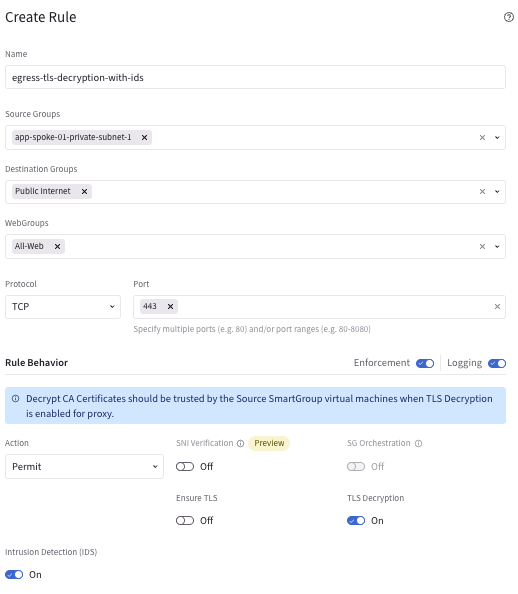 Create Rule
Name
egress-tls-decryption-with-ids
Source Groups
app-spoke-01-private-subnet-1
Destination Groups
Public Internet
WebGroups
All-Web
Protocol
Port
TCP
443
Specify multiple ports (e.g. 80) and/or port ranges (e.g. 80-8080)
Rule Behavior
Enforcement
Logging
Decrypt CA Certificates should be trusted by the Source SmartGroup virtual machines when TLS Decryption
is enabled for proxy.
Action
SNI Verification
Preview
SG Orchestration
Permit
Off
Off
Ensure TLS
TLS Decryption
Off
On
Intrusion Detection (IDS)
On